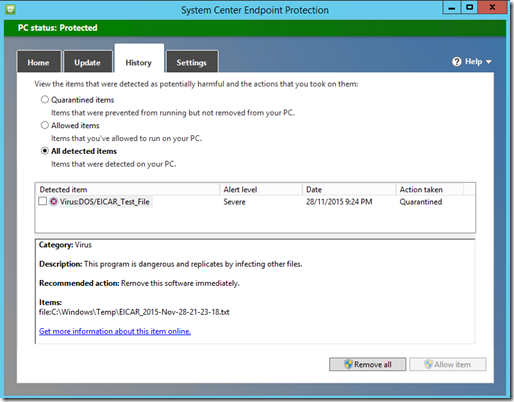 System Center Endpoint Protection
PC status: Protected
Home
Update
History
Settings
Help
View the items that were detected as potentially harmful and the actions that you took on them:
Quarantined items
Items that were prevented from running but not removed from your PC.
Allowed items
Items that you've allowed to run on your PC.
All detected items
Items that were detected on your PC.
Detected item Alert level Date Action taken
Virus:DOS/EICAR_Test_File Severe 28/11/2015 9:24 PM Quarantined
Category: Virus
Description: This program is dangerous and replicates by infecting other files.
Recommended action: Remove this software immediately.
Items:
file:C:\Windows\Temp\EICAR_2015-Nov-28-21-23-18.txt
Get more information about this item online.
Remove all
Allow item